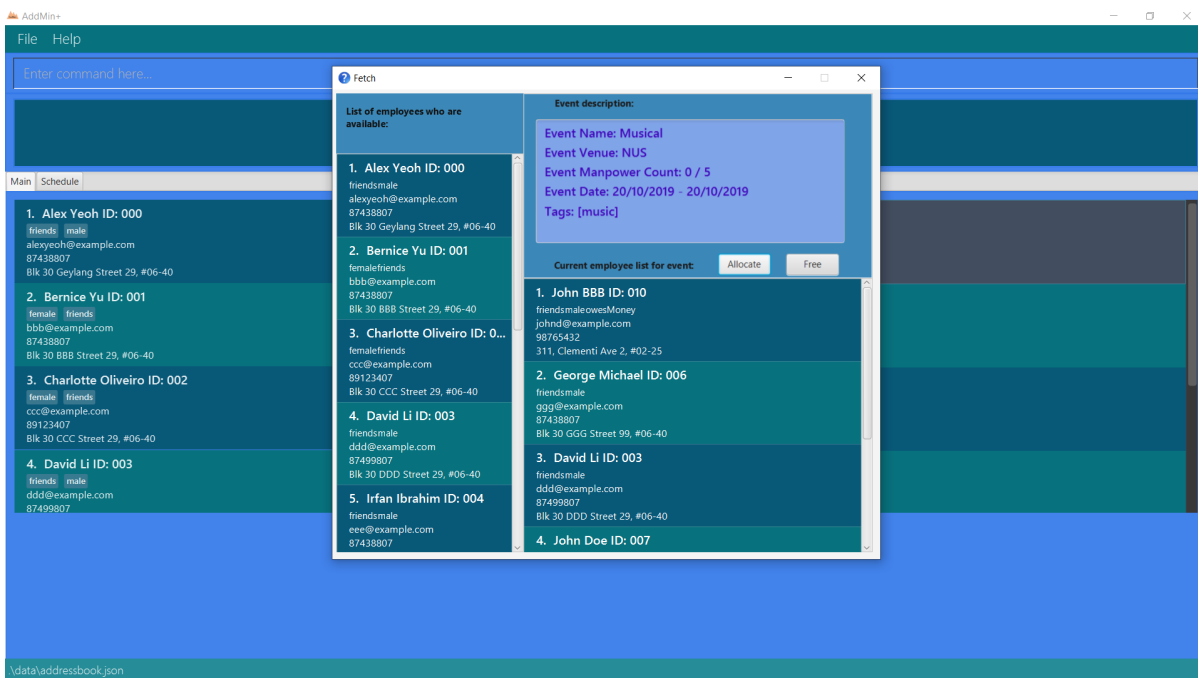 AddMin+
File Help
Enter command here...
Main Schedule
1. Alex Yeoh ID: 000
friends male
alexyeoh@example.com
87438807
Blk 30 Geylang Street 29, #06-40
2. Bernice Yu ID: 001
female friends
bbb@example.com
87438807
Blk 30 BBB Street 29, #06-40
3. Charlotte Oliveiro ID: 002
female friends
ccc@example.com
89123407
Blk 30 CCC Street 29, #06-40
4. David Li ID: 003
friends male
ddd@example.com
87499807
Fetch
List of employees who are
available:
1. Alex Yeoh ID: 000
friendsmale
alexyeoh@example.com
87438807
Blk 30 Geylang Street 29, #06-40
2. Bernice Yu ID: 001
femalefriends
bbb@example.com
87438807
Blk 30 BBB Street 29, #06-40
3. Charlotte Oliveiro ID: 0...
femalefriends
ccc@example.com
89123407
Blk 30 CCC Street 29, #06-40
4. David Li ID: 003
friendsmale
ddd@example.com
87499807
Blk 30 DDD Street 29, #06-40
5. Irfan Ibrahim ID: 004
friendsmale
eee@example.com
87438807
Event description:
Event Name: Musical
Event Venue: NUS
Event Manpower Count: 0 / 5
Event Date: 20/10/2019 - 20/10/2019
Tags: [music]
Current employee list for event: Allocate Free
1. John BBB ID: 010
friendsmaleowesMoney
johnd@example.com
98765432
311, Clementi Ave 2, #02-25
2. George Michael ID: 006
friendsmale
ggg@example.com
87438807
Blk 30 GGG Street 99, #06-40
3. David Li ID: 003
friendsmale
ddd@example.com
87499807
Blk 30 DDD Street 29, #06-40
4. John Doe ID: 007
.\data\addressbook.json